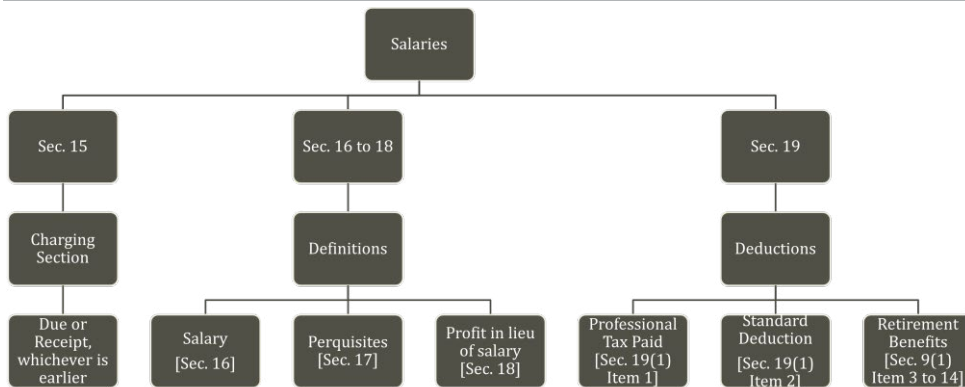 Salaries
Sec. 15
Sec. 16 to 18
Sec. 19
Charging
Section
Definitions
Deductions
Due or
Receipt,
whichever is
earlier
Salary
[Sec. 16]
Perquisites
[Sec. 17]
Profit in lieu
of salary
[Sec. 18]
Professional
Tax Paid
[Sec. 19(1)
Item 1]
Standard
Deduction
[Sec. 19(1)
Item 2]
Retirement
Benefits
[Sec. 9(1)
Item 3 to 14]